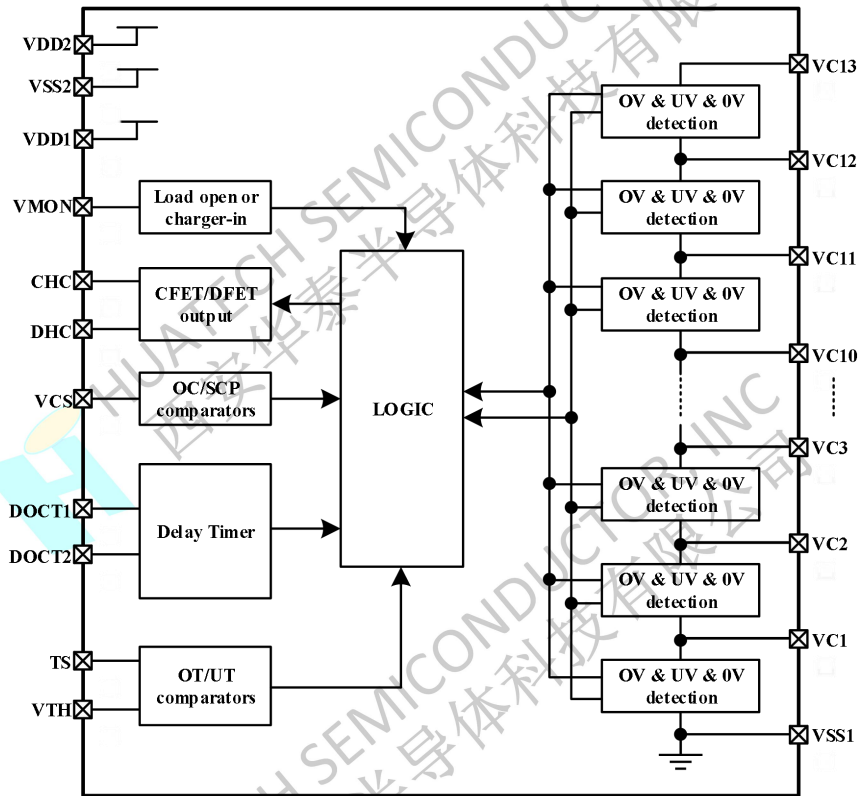 VDD2
VSS2
VDD1
VMON
CHC
DHC
VCS
DOCT1
DOCT2
TS
VTH
Load open or
charger-in
CFET/DFET
output
OC/SCP
comparators
Delay Timer
OT/UT
comparators
LOGIC
OV & UV & 0V
detection
OV & UV & 0V
detection
OV & UV & 0V
detection
OV & UV & 0V
detection
OV & UV & 0V
detection
OV & UV & 0V
detection
VC13
VC12
VC11
VC10
VC3
VC2
VC1
VSS1
HUATECH SEMICONDUCTOR, INC
西安华泰半导体科技有限公司